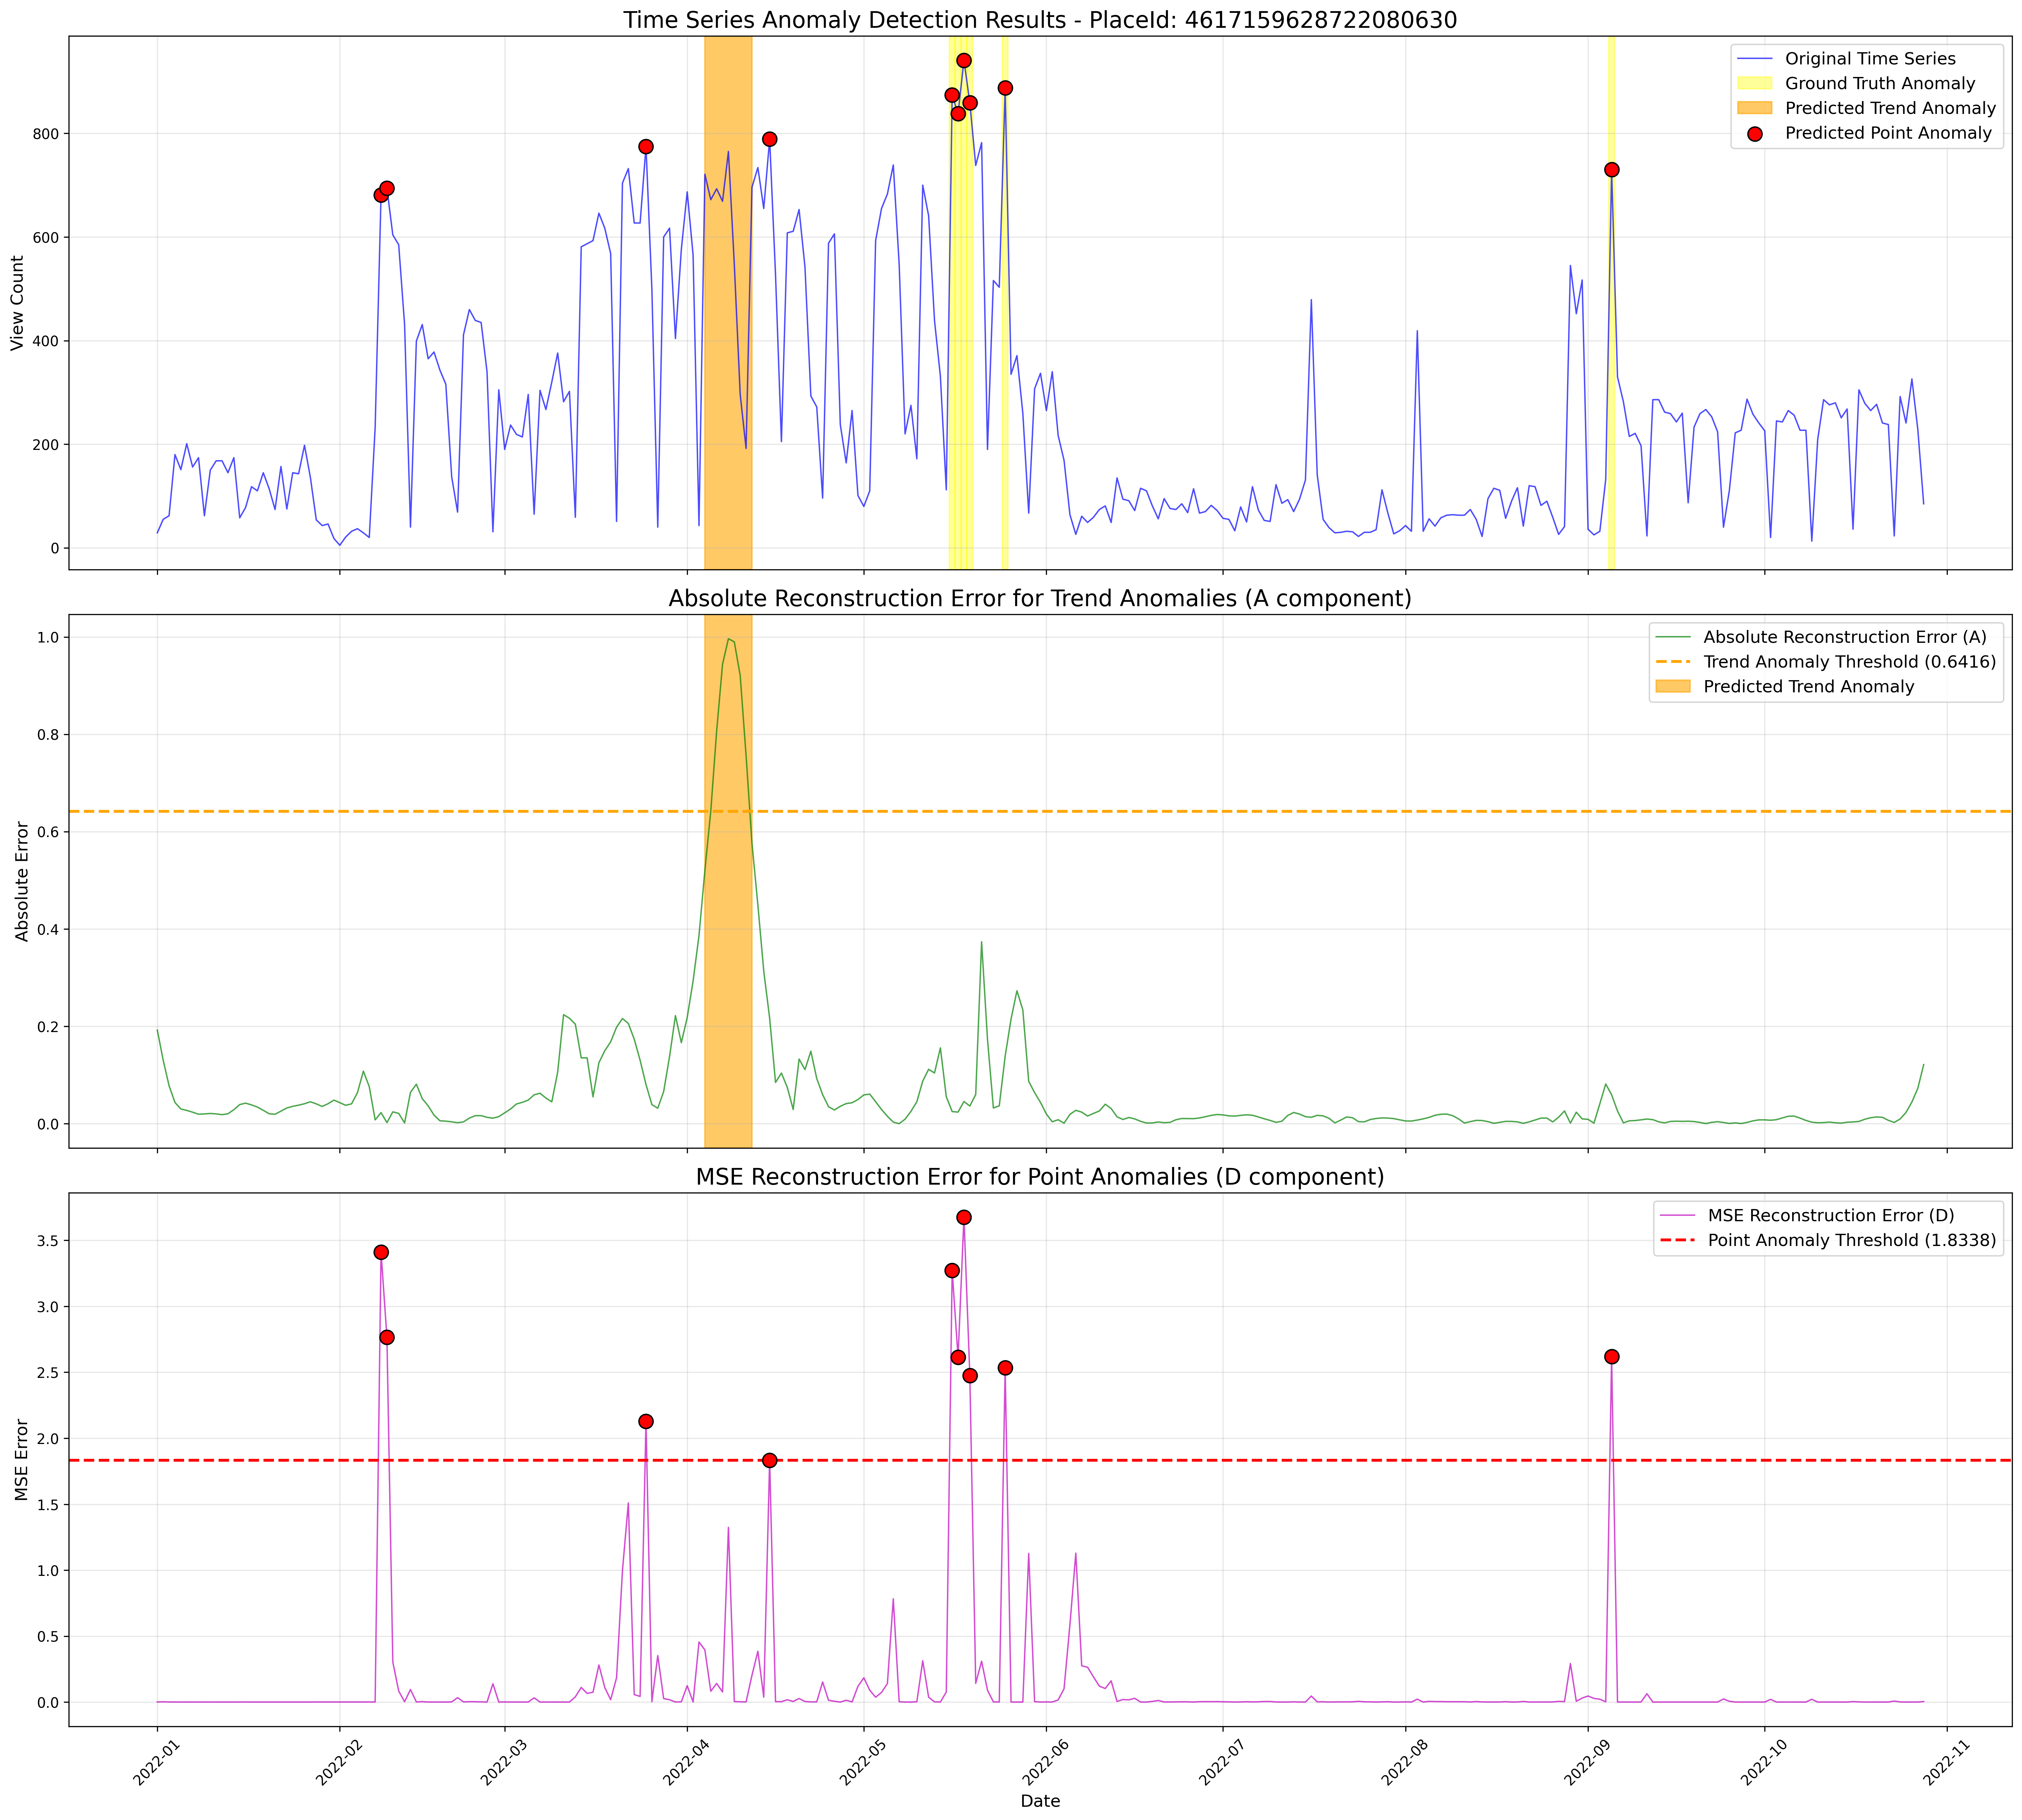 Time Series Anomaly Detection Results - PlaceId: 4617159628722080630
Original Time Series
Ground Truth Anomaly
Predicted Trend Anomaly
Predicted Point Anomaly
View Count
800
600
400
200
0
Absolute Reconstruction Error for Trend Anomalies (A component)
Absolute Reconstruction Error (A)
Trend Anomaly Threshold (0.6416)
Predicted Trend Anomaly
Absolute Error
1.0
0.8
0.6
0.4
0.2
0.0
MSE Reconstruction Error for Point Anomalies (D component)
MSE Reconstruction Error (D)
Point Anomaly Threshold (1.8338)
MSE Error
3.5
3.0
2.5
2.0
1.5
1.0
0.5
0.0
2022-01
2022-02
2022-03
2022-04
2022-05
2022-06
2022-07
2022-08
2022-09
2022-10
2022-11
Date